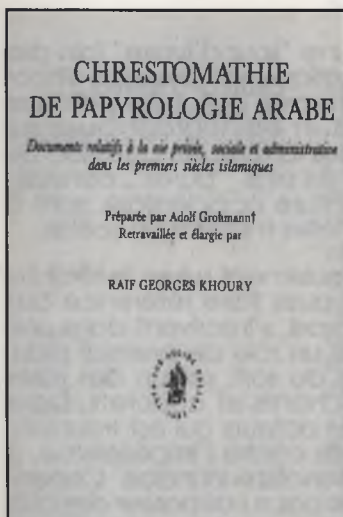 CHRESTOMATHIE
DE PAPYROLOGIE ARABE
Documents relatifs à la vie privée, sociale et administrative
dans les premiers siècles islamiques
Préparée par Adolf Grohmann†
Retravaillée et élargie par
RAIF GEORGES KHOURY